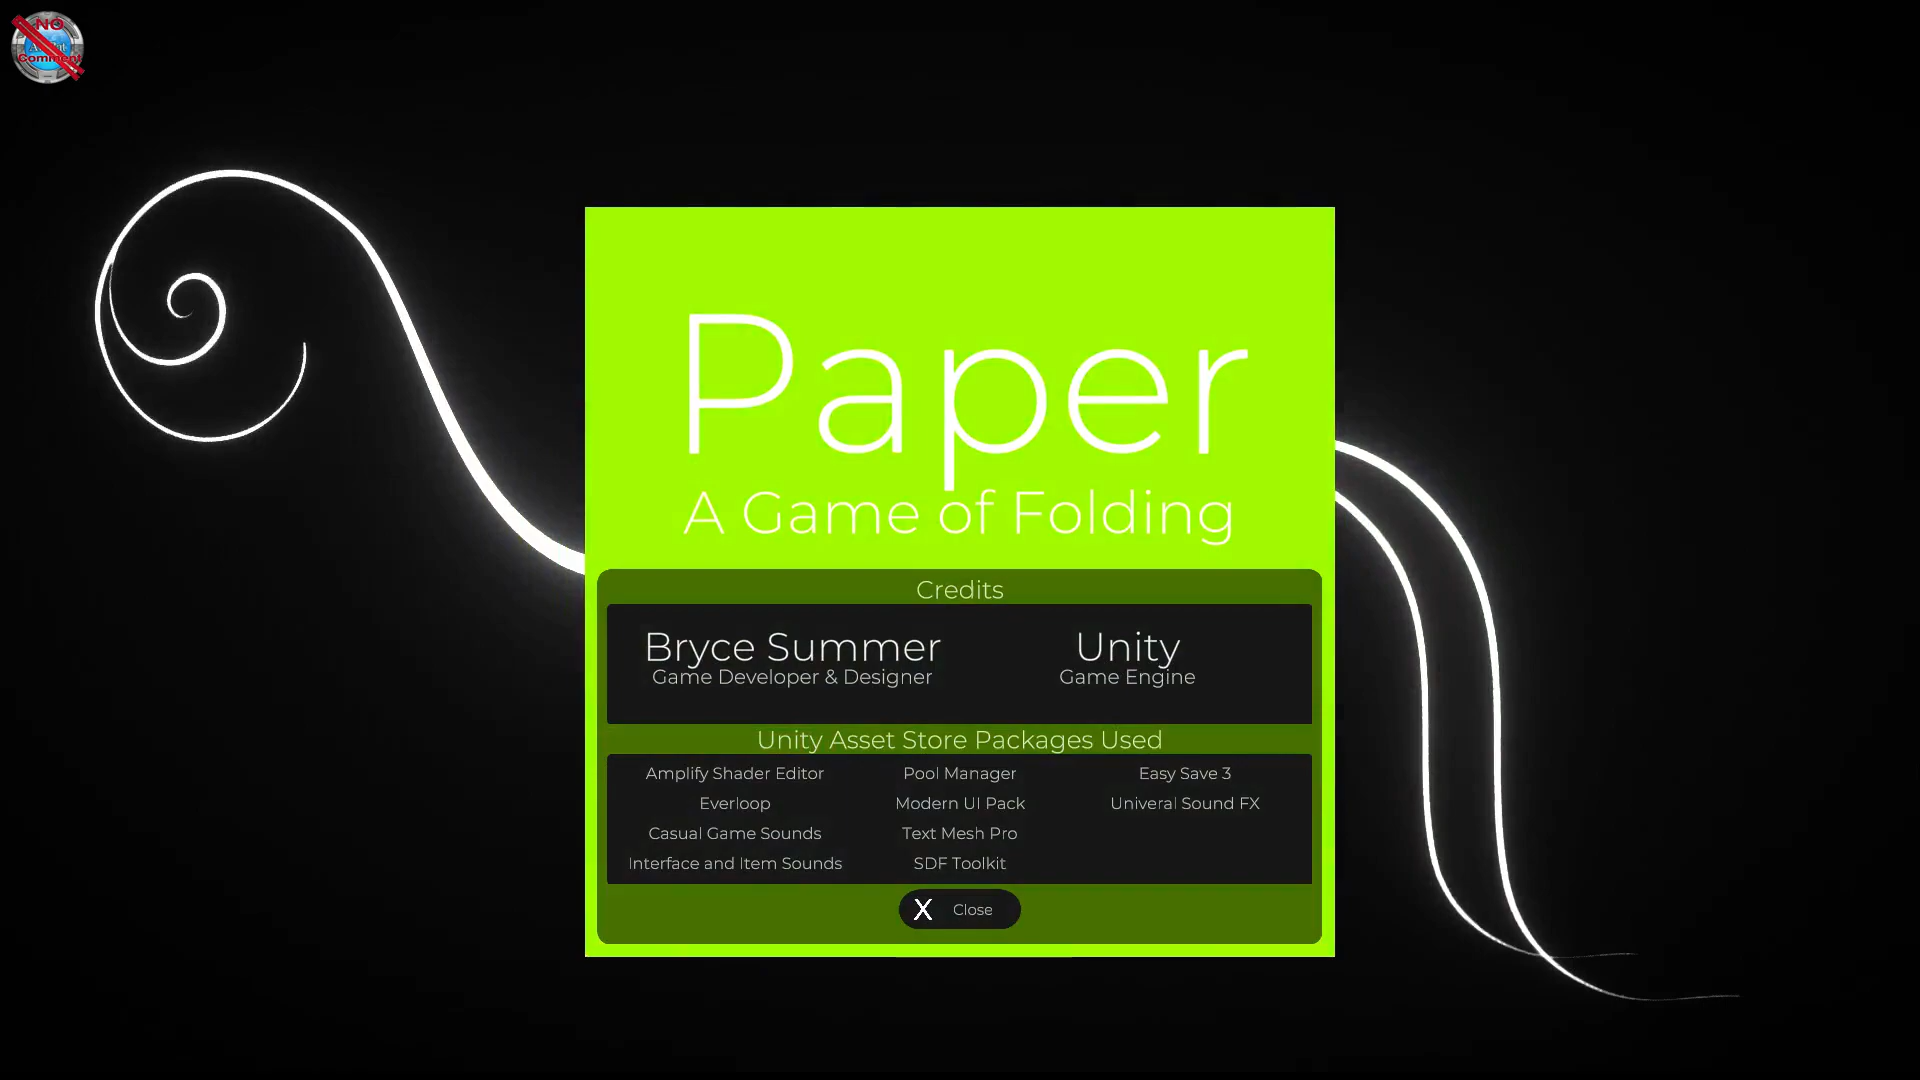 NO
Comment
Paper
A Game of Folding
Credits
Bryce Summer
Game Developer & Designer
Unity
Game Engine
Unity Asset Store Packages Used
Amplify Shader Editor
Pool Manager
Easy Save 3
Everloop
Modern UI Pack
Univeral Sound FX
Casual Game Sounds
Text Mesh Pro
Interface and Item Sounds
SDF Toolkit
X Close